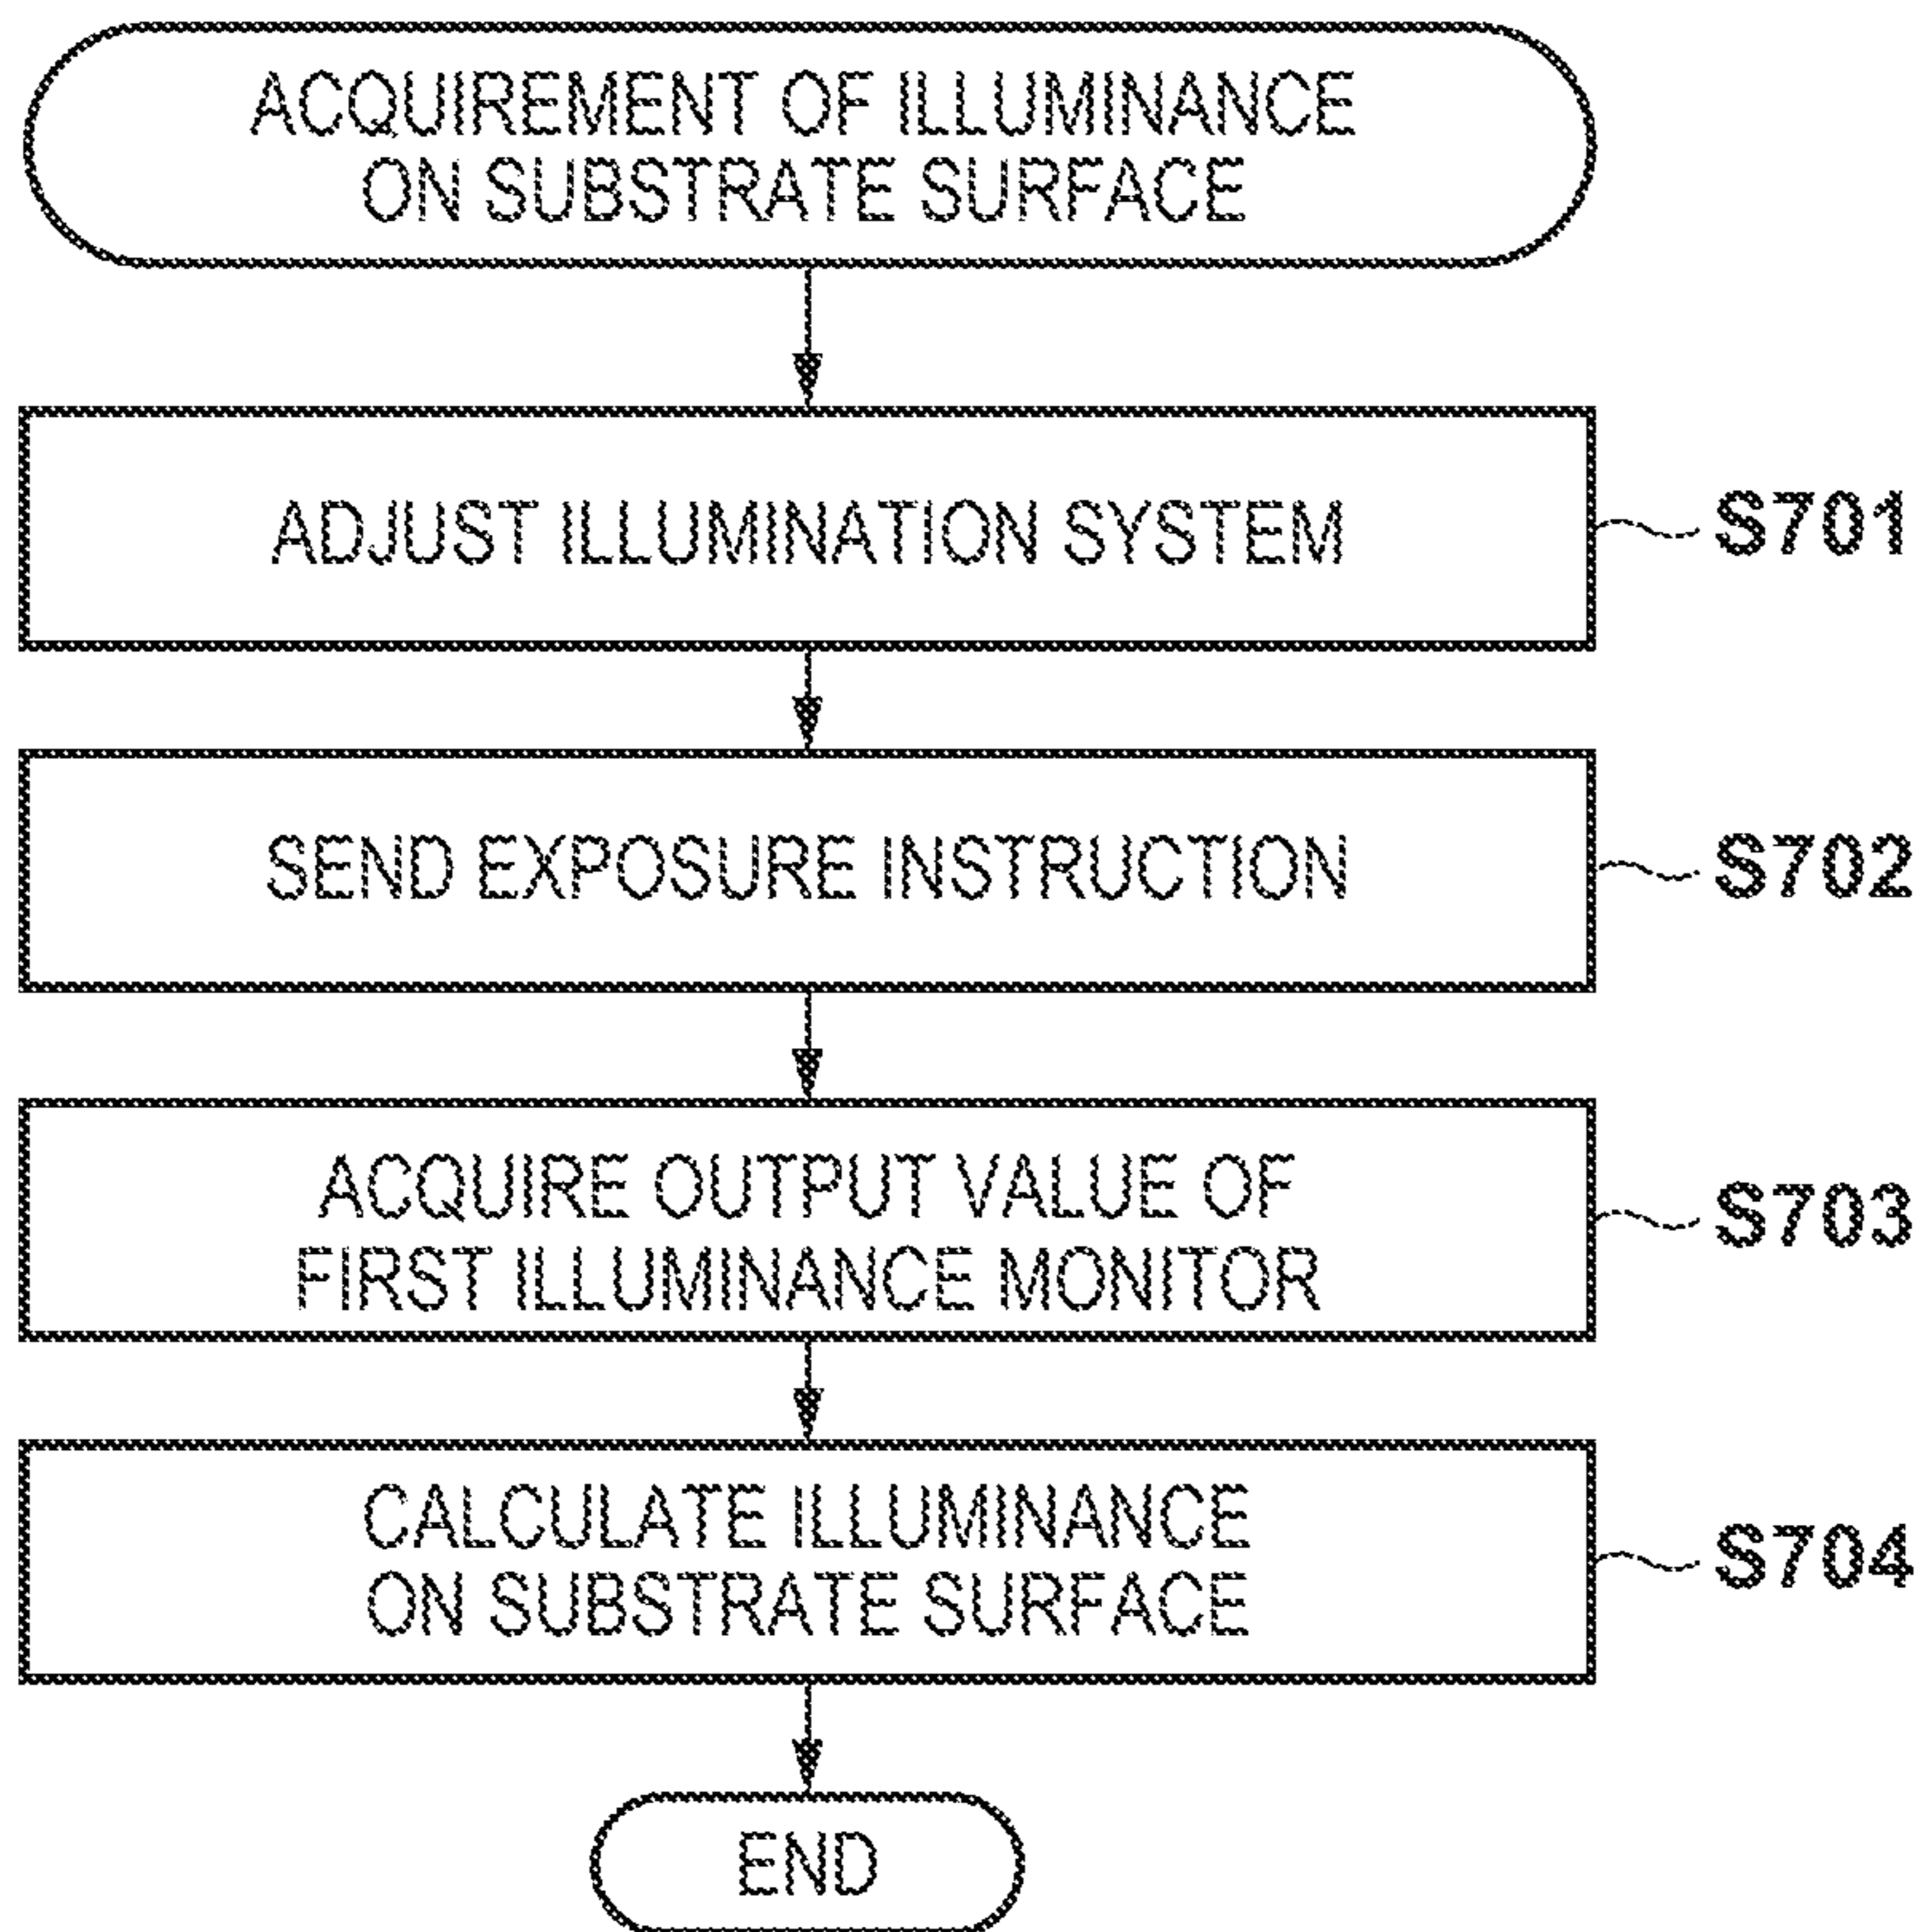 ACQUIREMENT OF ILLUMINANCE
ON SUBSTRATE SURFACE
ADJUST ILLUMINATION SYSTEM
S701
SEND EXPOSURE INSTRUCTION
S702
ACQUIRE OUTPUT VALUE OF
FIRST ILLUMINANCE MONITOR
S703
CALCULATE ILLUMINANCE
ON SUBSTRATE SURFACE
S704
END